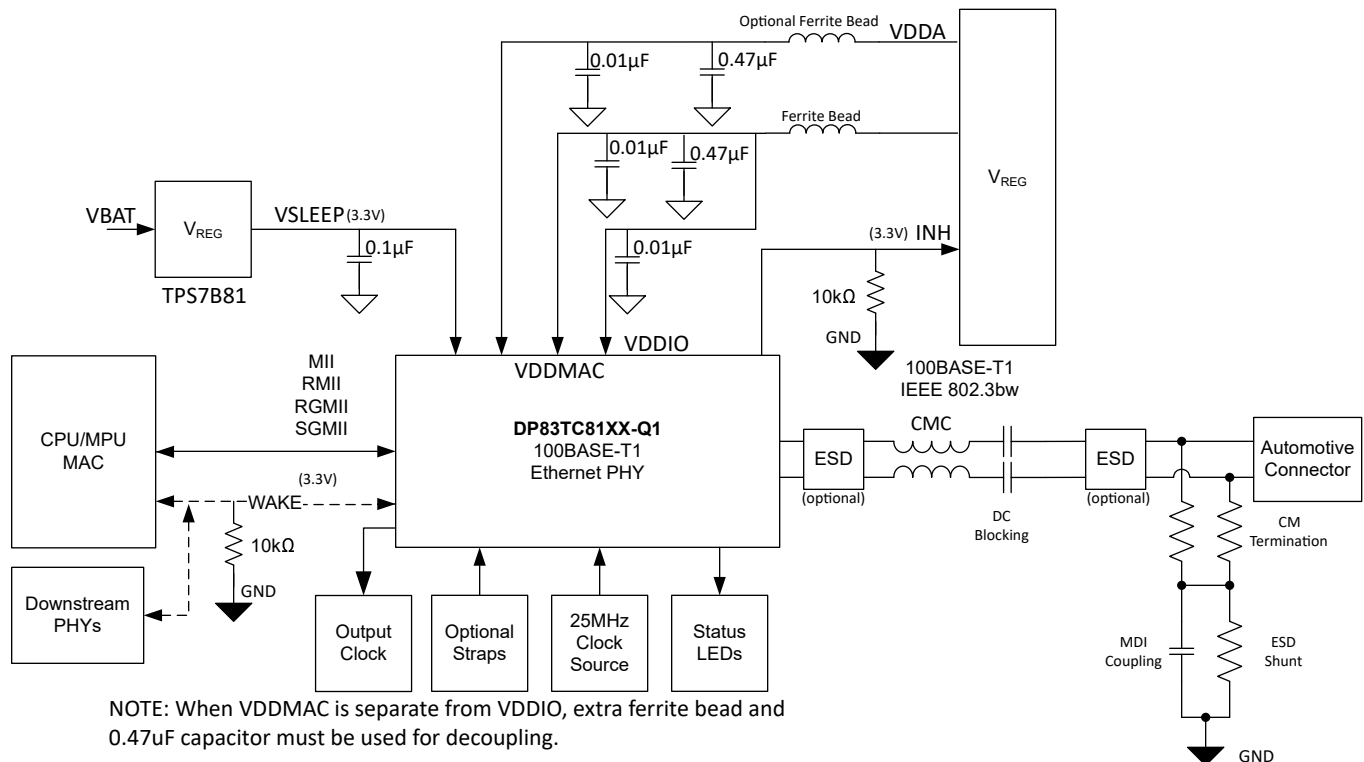 Optional Ferrite Bead
VDDA
0.01µF
0.47µF
Ferrite Bead
0.01µF
0.47µF
VREG
VBAT
VREG
VSLEEP (3.3V)
0.1µF
0.01µF
(3.3V) INH
TPS7B81
10kΩ
GND
VDDIO
VDDMAC
100BASE-T1
IEEE 802.3bw
MII
RMII
RGMII
SGMII
CPU/MPU
MAC
DP83TC81XX-Q1
100BASE-T1
Ethernet PHY
CMC
ESD
(optional)
ESD
(optional)
Automotive
Connector
(3.3V)
WAKE
DC
Blocking
CM
Termination
10kΩ
GND
Downstream
PHYs
Output
Clock
Optional
Straps
25MHz
Clock
Source
Status
LEDs
MDI
Coupling
ESD
Shunt
GND
NOTE: When VDDMAC is separate from VDDIO, extra ferrite bead and
0.47uF capacitor must be used for decoupling.